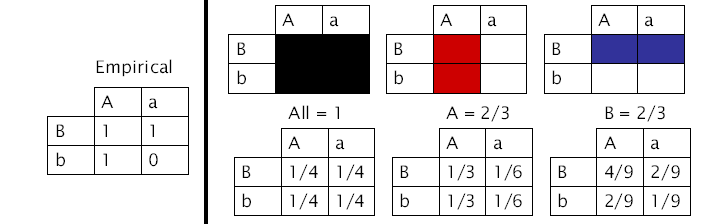 Empirical
A a
B 1 1
b 1 0
A a
B
b
All = 1
A a
B 1/4 1/4
b 1/4 1/4
A a
B
b
A = 2/3
A a
B 1/3 1/6
b 1/3 1/6
A a
B
b
B = 2/3
A a
B 4/9 2/9
b 2/9 1/9